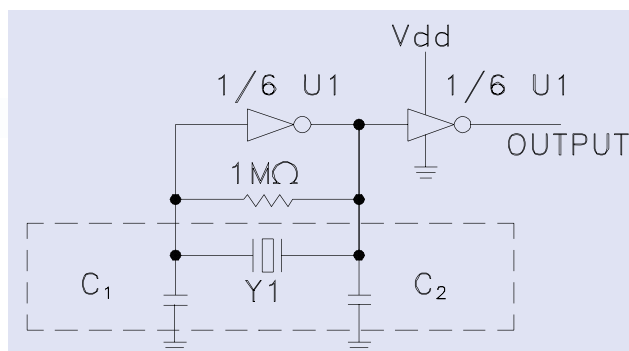 Vdd
1/6 U1
1/6 U1
OUTPUT
1MΩ
C₁
Y1
C₂